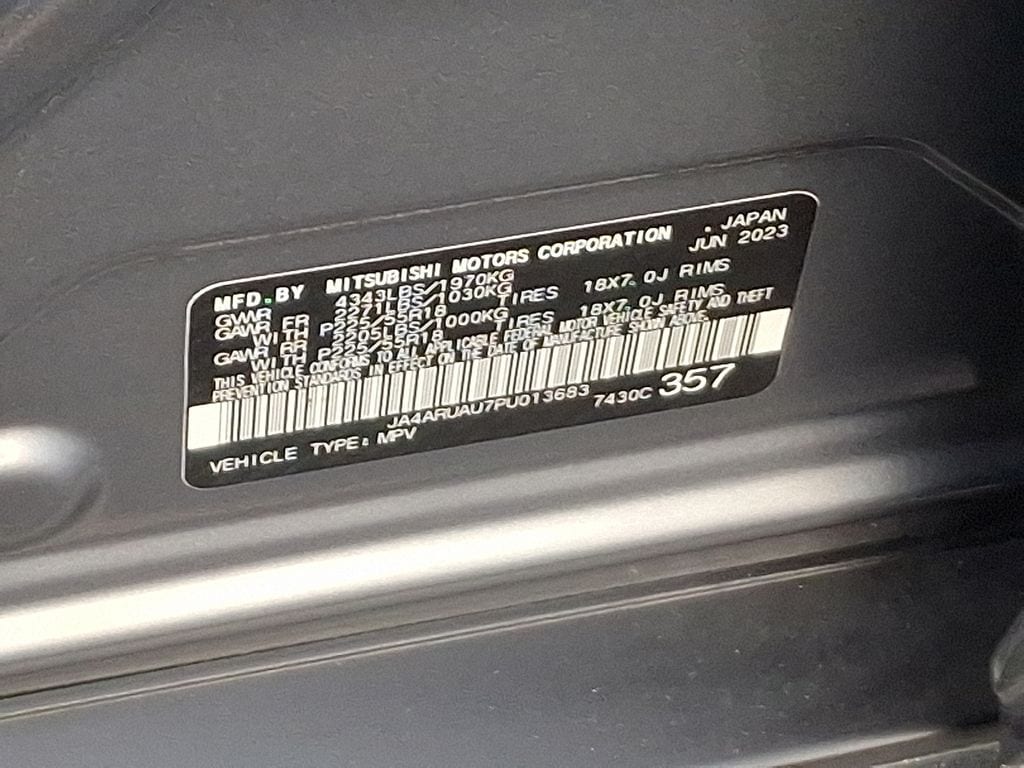 MFD.BY MITSUBISHI MOTORS CORPORATION . JAPAN
JUN 2023
GVWR 4343LBS/1970KG
GAWR FR 2271LBS/1030KG
WITH P225/55R18 TIRES 18X7.0J RIMS
GAWR RR 2205LBS/1000KG
WITH P225/55R18 TIRES 18X7.0J RIMS
THIS VEHICLE CONFORMS TO ALL APPLICABLE FEDERAL MOTOR VEHICLE SAFETY AND THEFT
PREVENTION STANDARDS IN EFFECT ON THE DATE OF MANUFACTURE SHOWN ABOVE.
JA4ARUAU7PU013683
VEHICLE TYPE: MPV 7430C 357